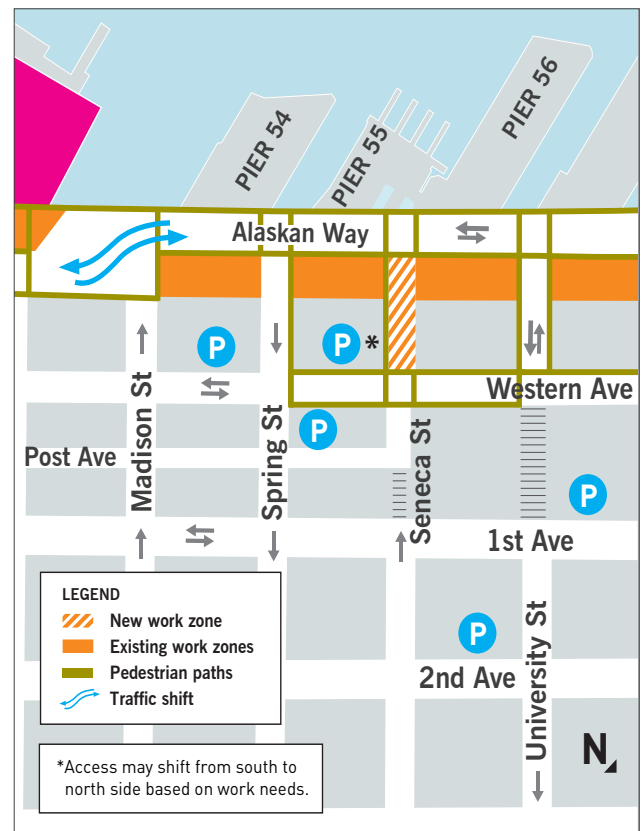 PIER 54
PIER 55
PIER 56
Alaskan Way
P
P
*
Western Ave
P
Post Ave
Madison St
Spring St
Seneca St
P
1st Ave
P
2nd Ave
University St
LEGEND
New work zone
Existing work zones
Pedestrian paths
Traffic shift
N
*Access may shift from south to
north side based on work needs.